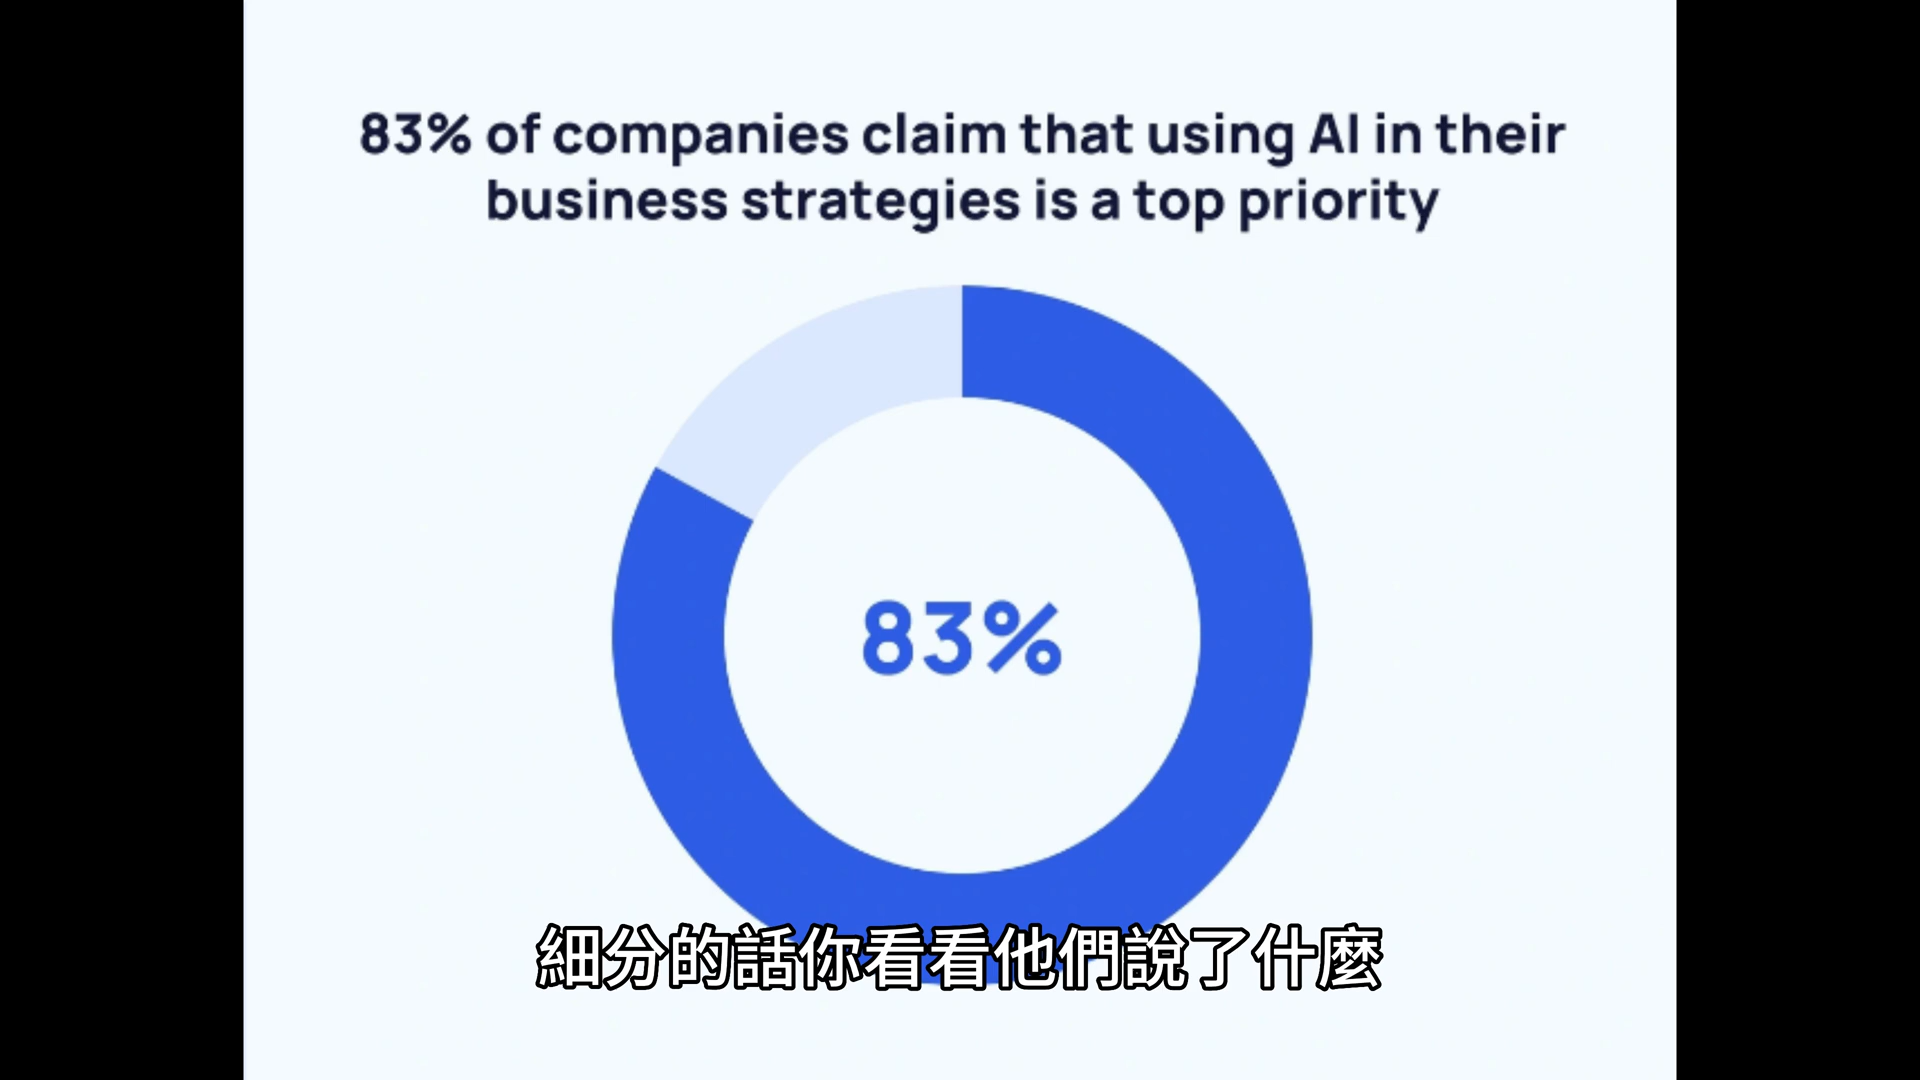 83% of companies claim that using AI in their
business strategies is a top priority
83%
細分的話你看看他們說了什麼